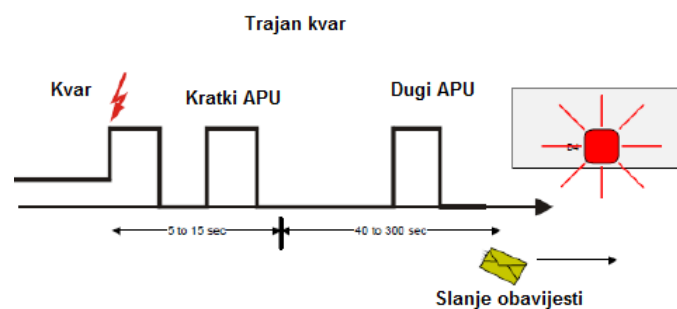 Trajan kvar
Kvar
Kratki APU
Dugi APU
5 to 15 sec
40 to 300 sec
Slanje obavijesti